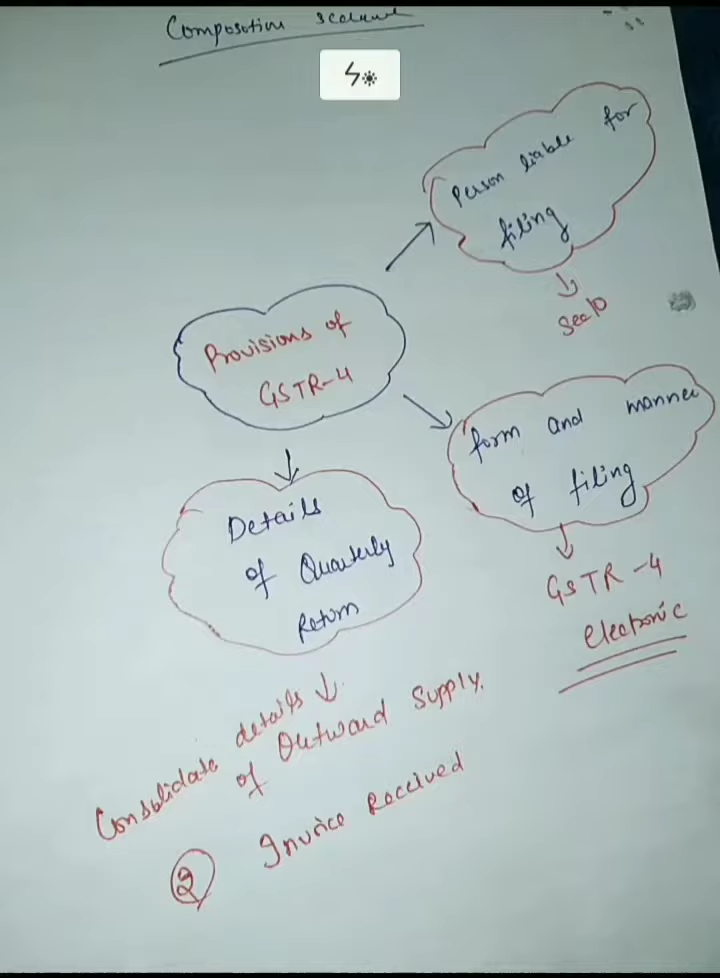 Composotion Scheme
Person liable for
filing
Sec 10
Provisions of
GSTR-4
form and manner
of filing
GSTR-4
electronic
Details
of Quarterly
Return
Consolidate details
of Outward Supply.
2 Invoice Received